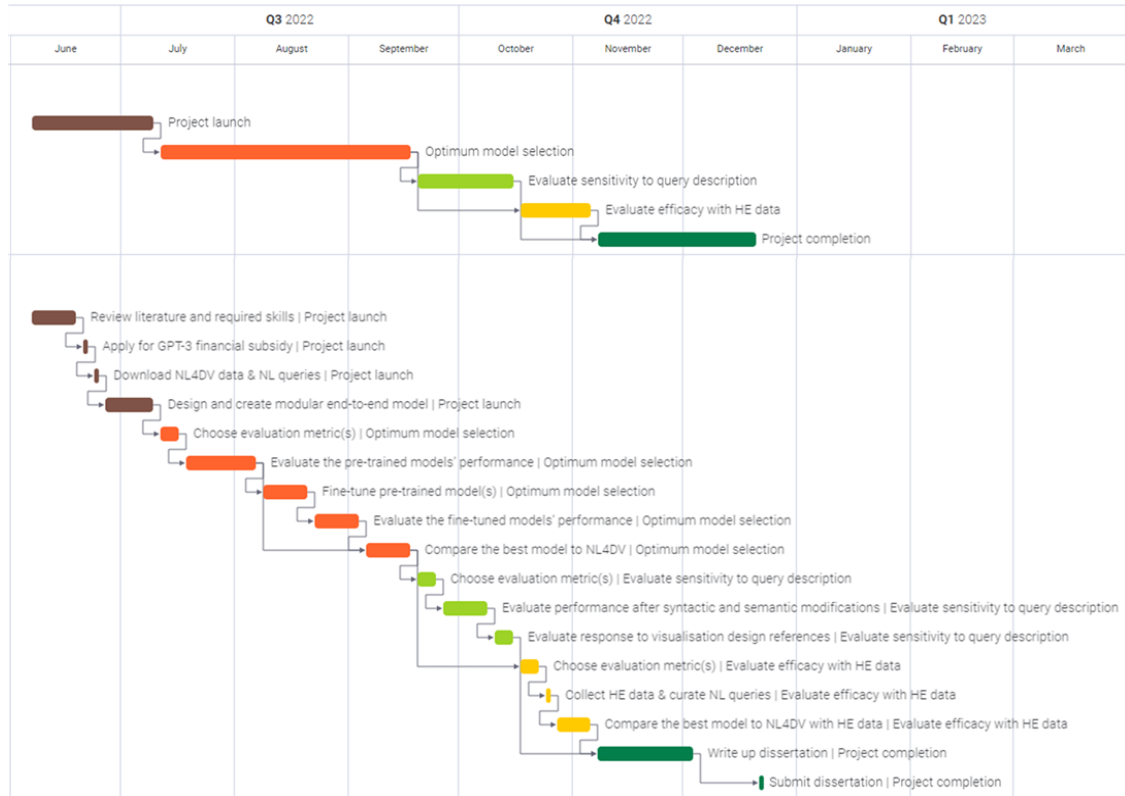 Q3 2022 Q4 2022 Q1 2023
June July August September October November December January February March
Project launch
Optimum model selection
Evaluate sensitivity to query description
Evaluate efficacy with HE data
Project completion
Review literature and required skills | Project launch
Apply for GPT-3 financial subsidy | Project launch
Download NL4DV data & NL queries | Project launch
Design and create modular end-to-end model | Project launch
Choose evaluation metric(s) | Optimum model selection
Evaluate the pre-trained models' performance | Optimum model selection
Fine-tune pre-trained model(s) | Optimum model selection
Evaluate the fine-tuned models' performance | Optimum model selection
Compare the best model to NL4DV | Optimum model selection
Choose evaluation metric(s) | Evaluate sensitivity to query description
Evaluate performance after syntactic and semantic modifications | Evaluate sensitivity to query description
Evaluate response to visualisation design references | Evaluate sensitivity to query description
Choose evaluation metric(s) | Evaluate efficacy with HE data
Collect HE data & curate NL queries | Evaluate efficacy with HE data
Compare the best model to NL4DV with HE data | Evaluate efficacy with HE data
Write up dissertation | Project completion
Submit dissertation | Project completion